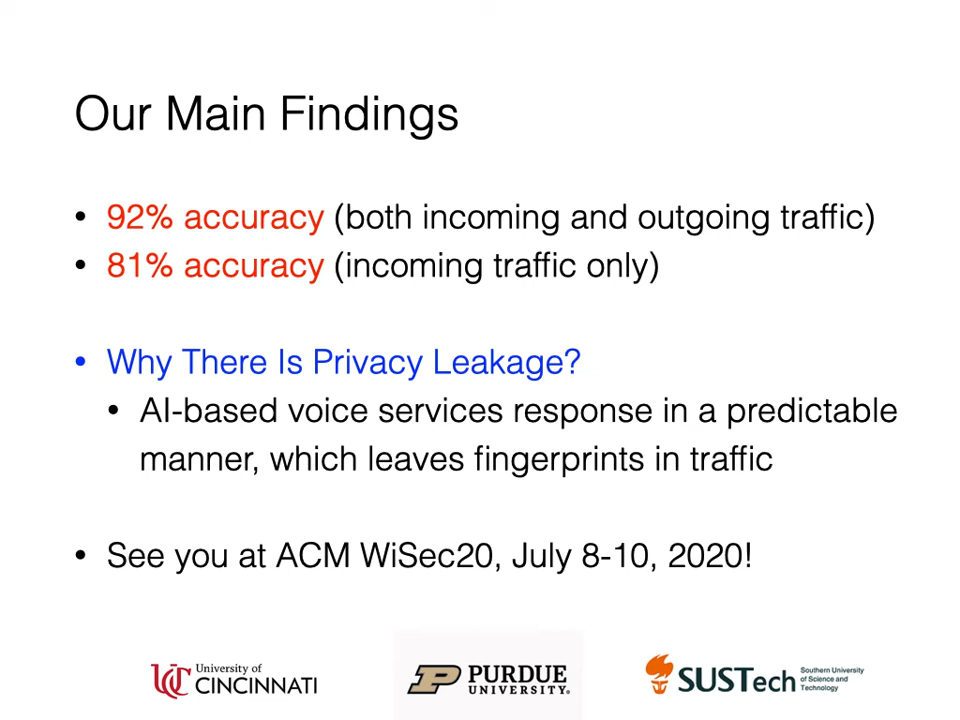 Our Main Findings
• 92% accuracy (both incoming and outgoing traffic)
• 81% accuracy (incoming traffic only)
• Why There Is Privacy Leakage?
• AI-based voice services response in a predictable
manner, which leaves fingerprints in traffic
• See you at ACM WiSec20, July 8-10, 2020!
University of
CINCINNATI
PURDUE
UNIVERSITY®
SUSTech
Southern University
of Science and
Technology